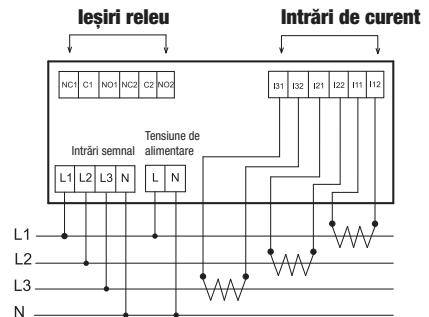 Ieșiri releu Intrări de curent
NC1 C1 NO1 NC2 C2 NO2 I31 I32 I21 I22 I11 I12
Tensiune de
Intrări semnal alimentare
L1 L2 L3 N L N
L1
L2
L3
N